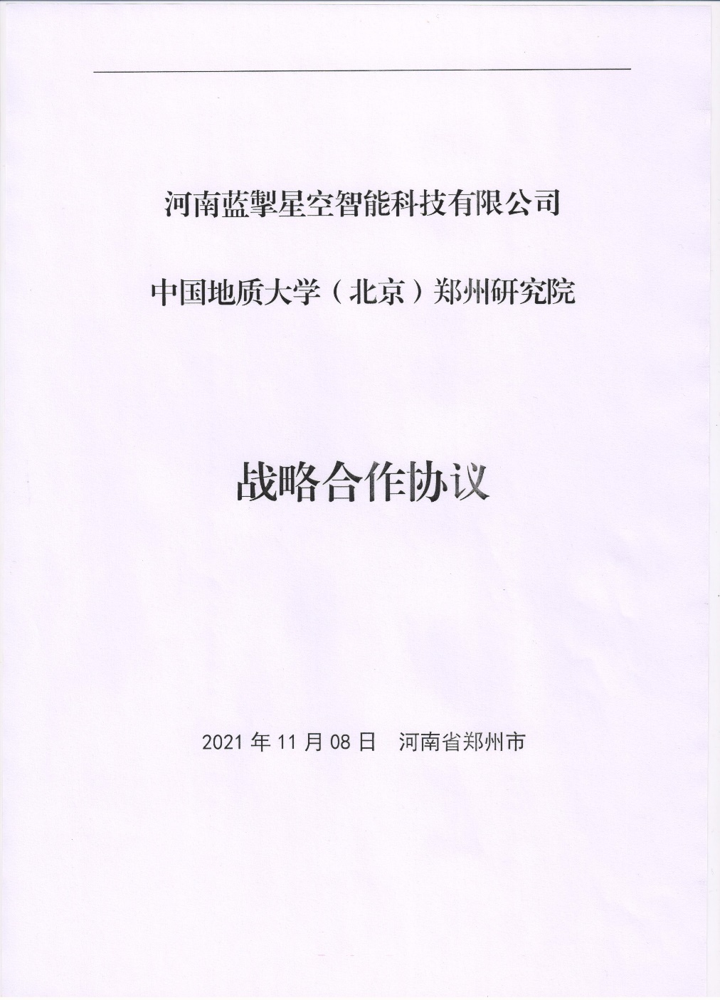 河南蓝掣星空智能科技有限公司
中国地质大学（北京）郑州研究院
战略合作协议
2021 年 11 月 08 日 河南省郑州市